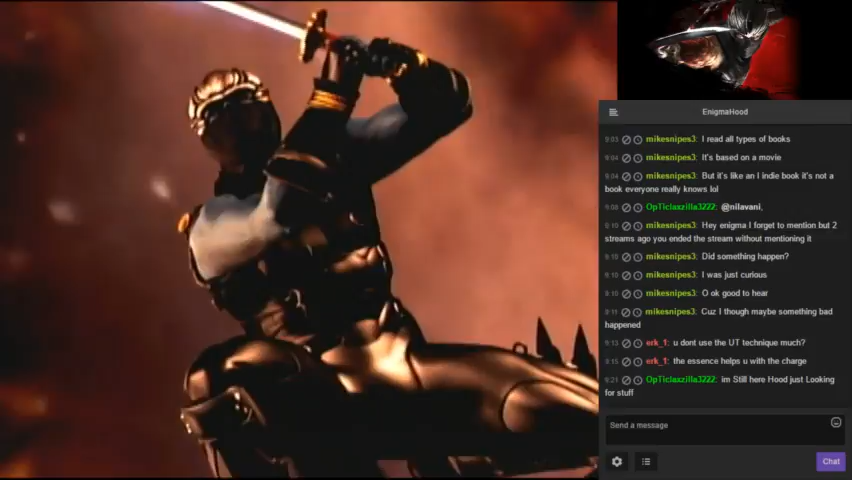 EnigmaHood
9:03 mikesnipes3: I read all types of books
9:04 mikesnipes3: It's based on a movie
9:04 mikesnipes3: But it's like an I indie book it's not a
book everyone really knows lol
9:08 OpTiclaxzilla3222: @nilavani,
9:10 mikesnipes3: Hey enigma I forget to mention but 2
streams ago you ended the stream without mentioning it
9:10 mikesnipes3: Did something happen?
9:10 mikesnipes3: I was just curious
9:10 mikesnipes3: O ok good to hear
9:11 mikesnipes3: Cuz I though maybe something bad
happened
9:13 erk_1: u dont use the UT technique much?
9:15 erk_1: the essence helps u with the charge
9:21 OpTiclaxzilla3222: im Still here Hood just Looking
for stuff
Send a message
Chat